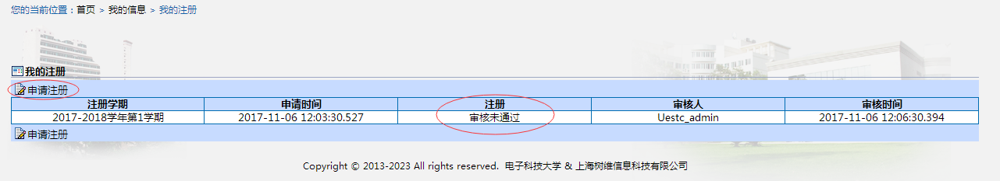 您的当前位置：首页 > 我的信息 > 我的注册
我的注册
申请注册
注册学期 申请时间 注册 审核人 审核时间
2017-2018学年第1学期 2017-11-06 12:03:30.527 审核未通过 Uestc_admin 2017-11-06 12:06:30.394
申请注册
Copyright © 2013-2023 All rights reserved. 电子科技大学 & 上海树维信息科技有限公司